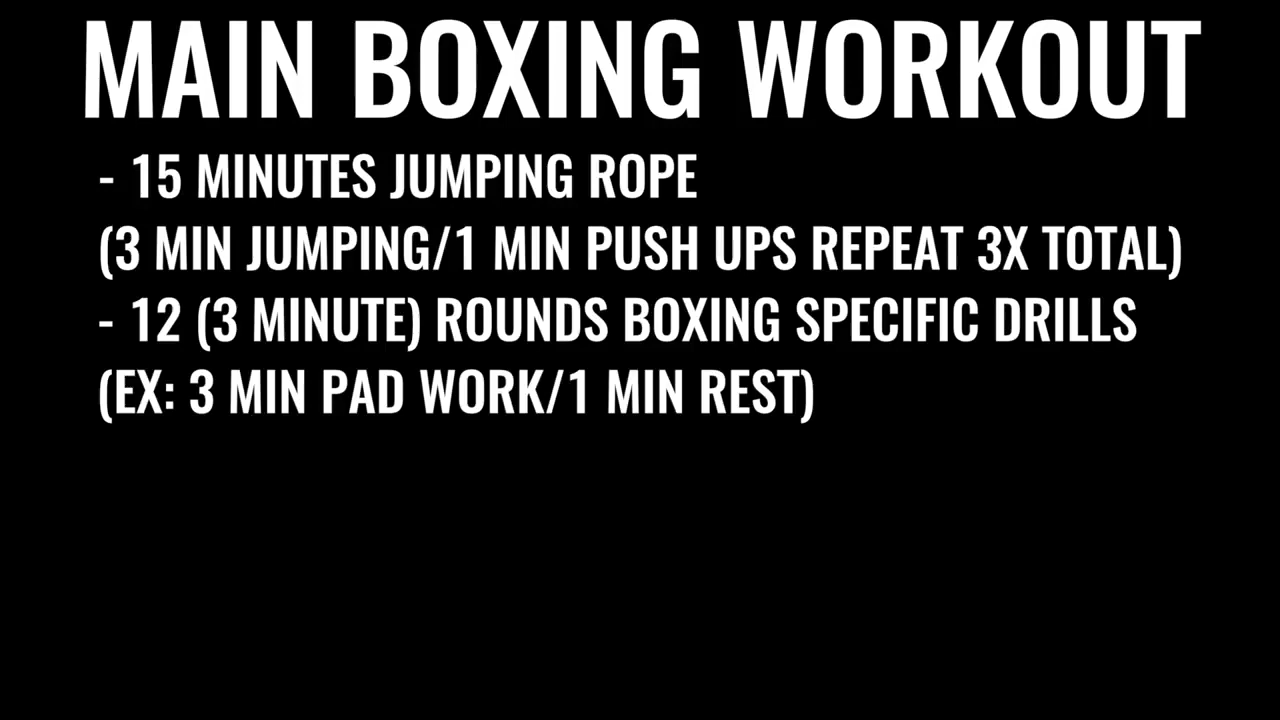 MAIN BOXING WORKOUT
- 15 MINUTES JUMPING ROPE
(3 MIN JUMPING/1 MIN PUSH UPS REPEAT 3X TOTAL)
- 12 (3 MINUTE) ROUNDS BOXING SPECIFIC DRILLS
(EX: 3 MIN PAD WORK/1 MIN REST)